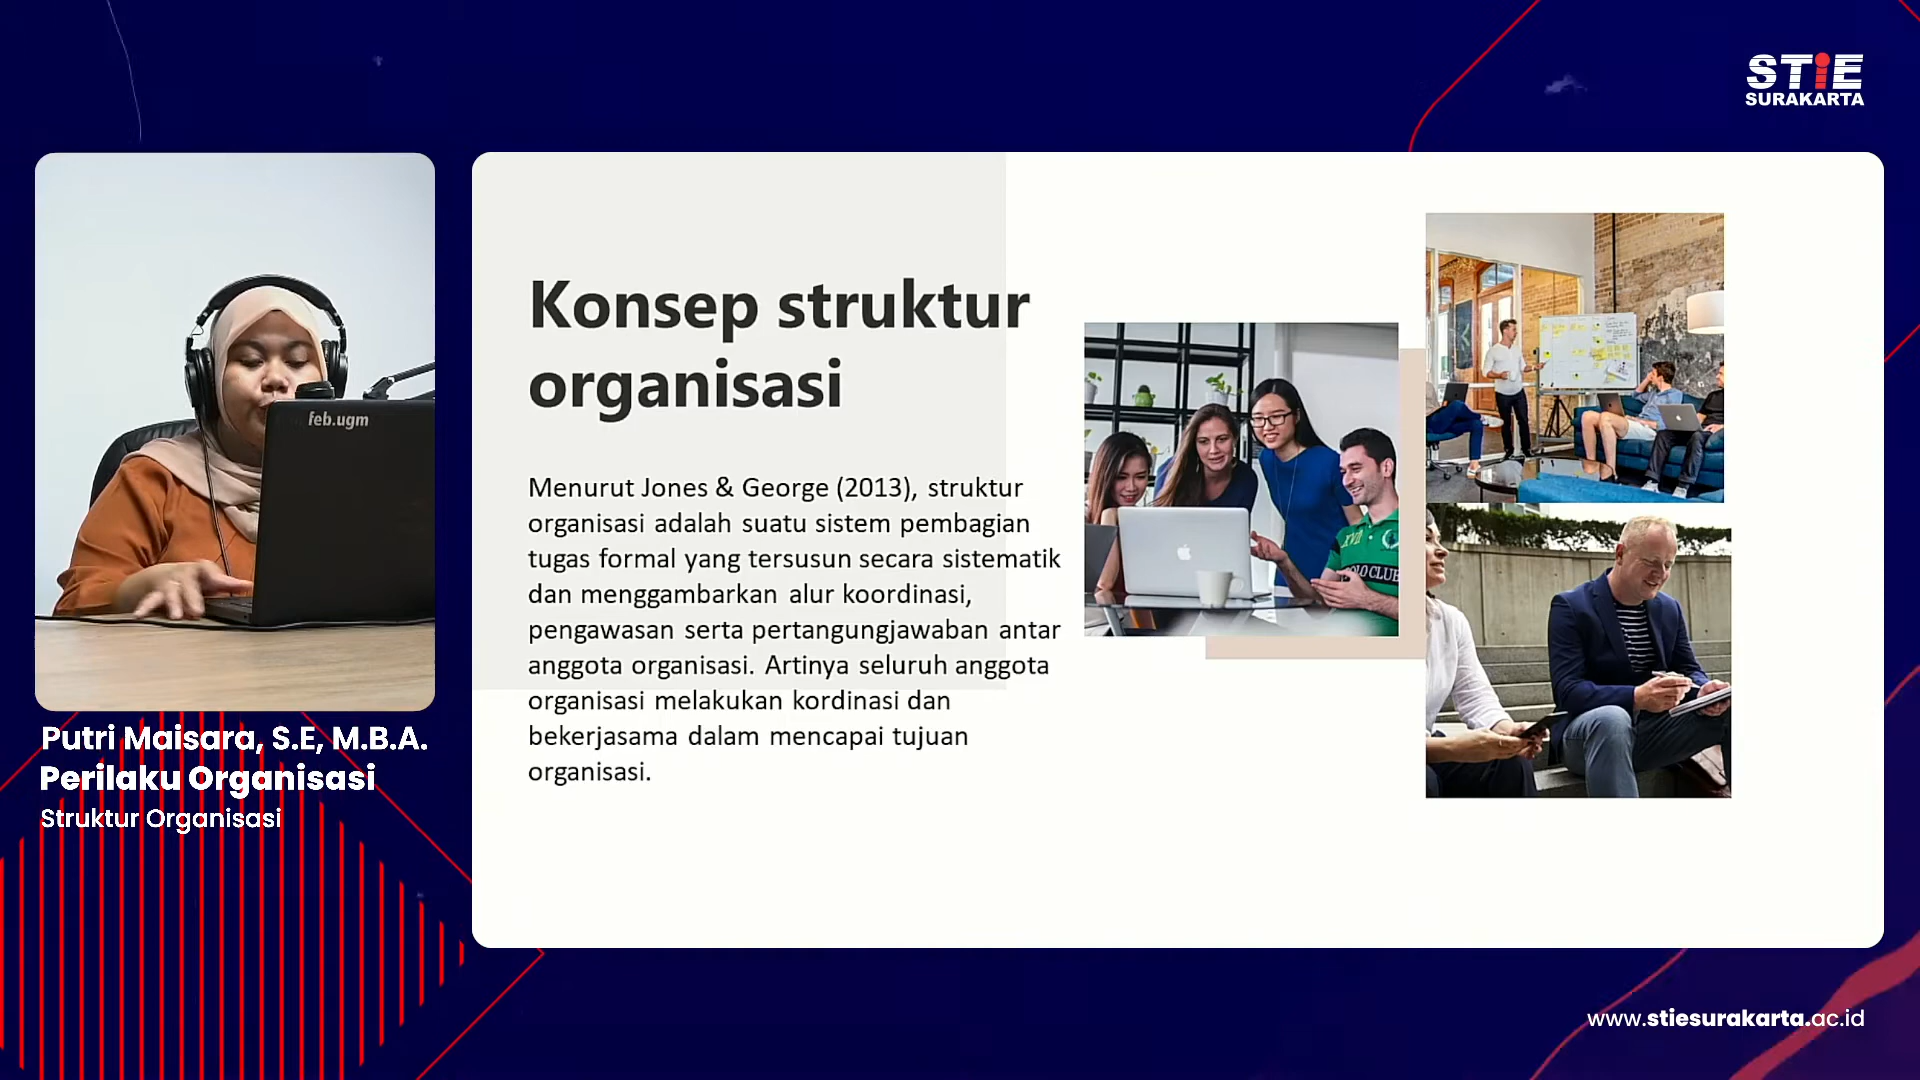 STiE
SURAKARTA
feb.ugm
Konsep struktur
organisasi
Menurut Jones & George (2013), struktur
organisasi adalah suatu sistem pembagian
tugas formal yang tersusun secara sistematik
dan menggambarkan alur koordinasi,
pengawasan serta pertangungjawaban antar
anggota organisasi. Artinya seluruh anggota
organisasi melakukan kordinasi dan
bekerjasama dalam mencapai tujuan
organisasi.
Putri Maisara, S.E, M.B.A.
Perilaku Organisasi
Struktur Organisasi
www.stiesurakarta.ac.id